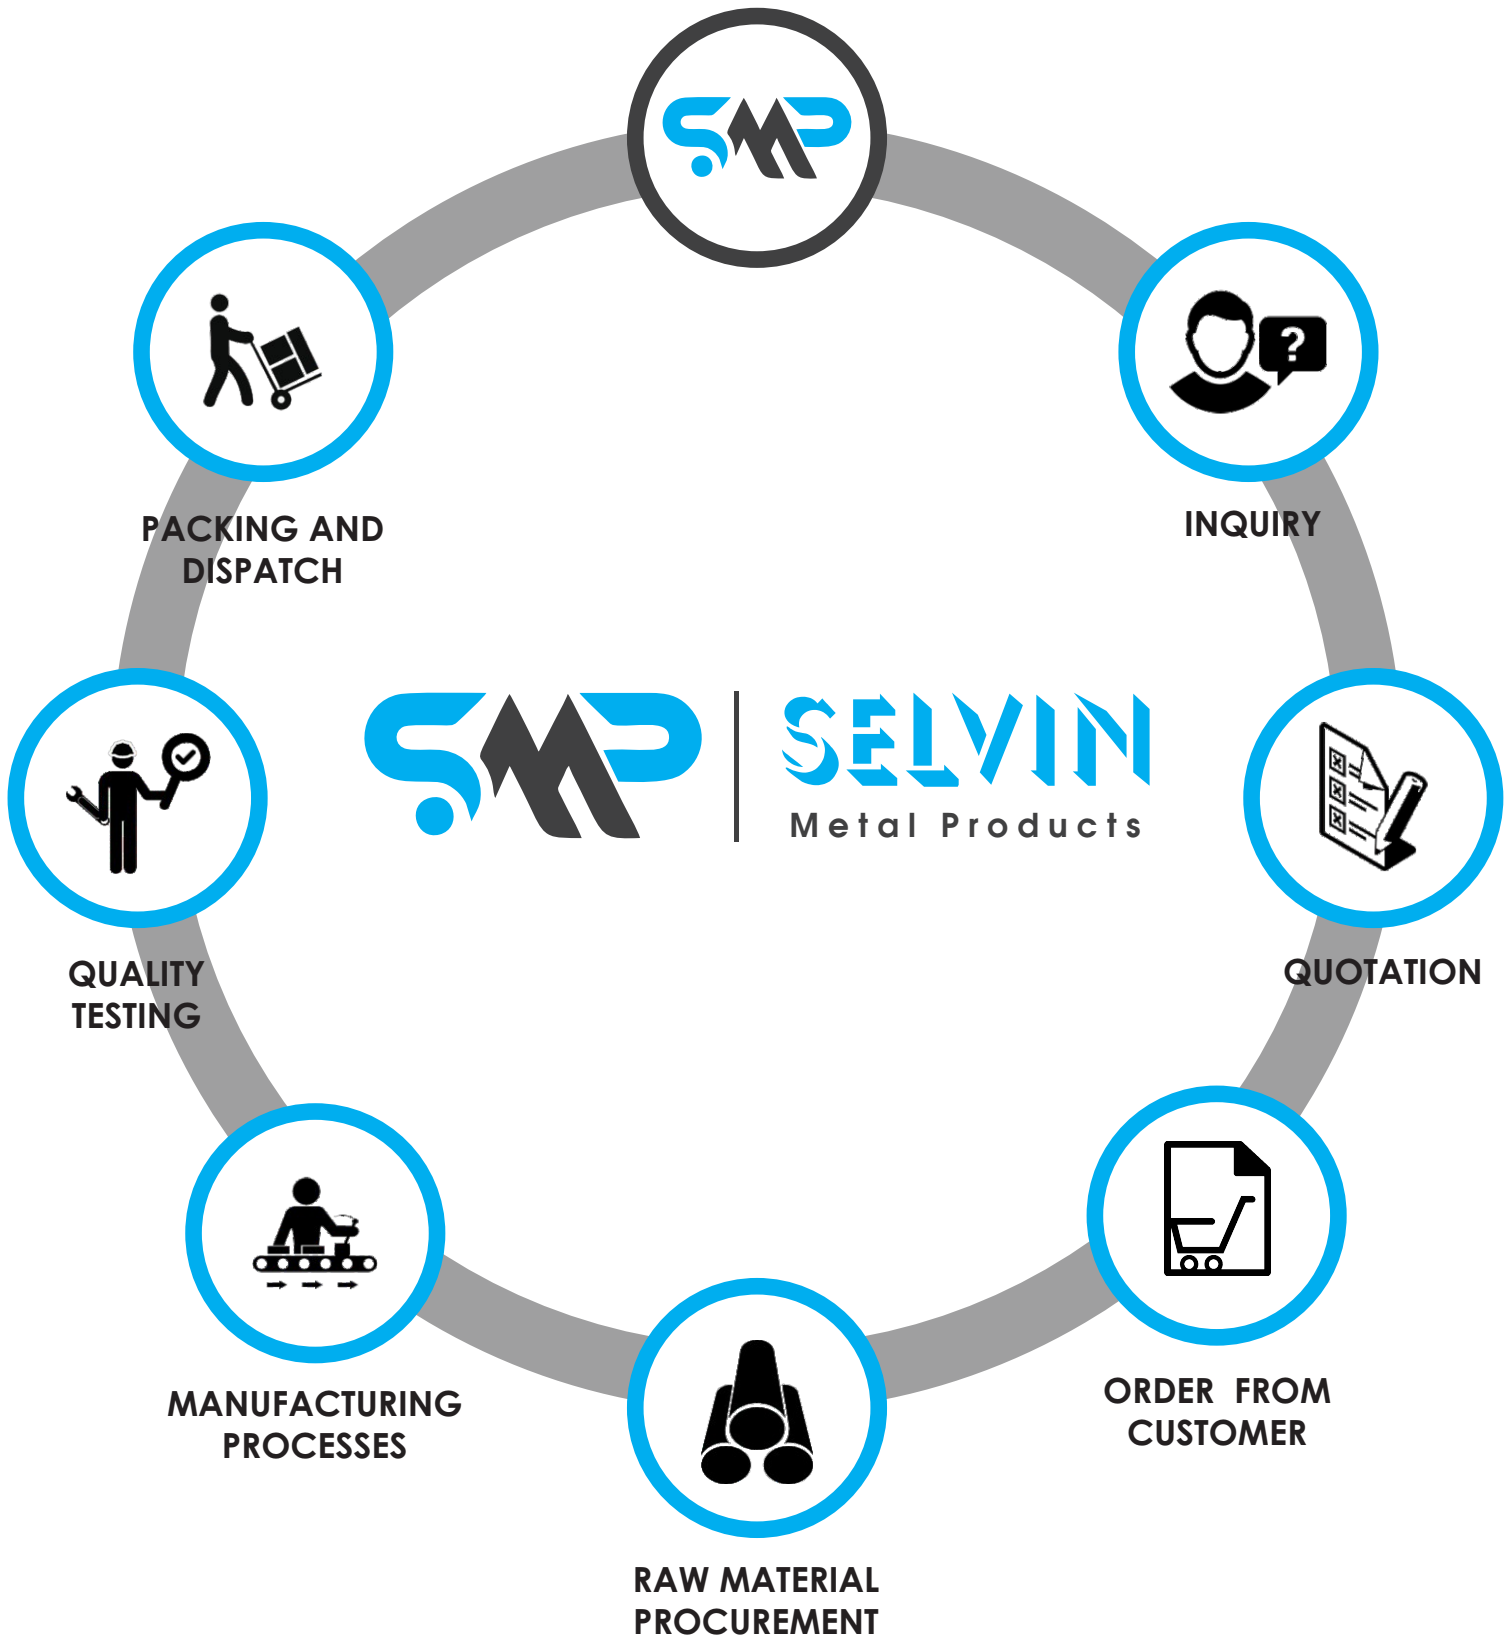 SMP
INQUIRY
PACKING AND
DISPATCH
?
SMP
SELVIN
Metal Products
QUOTATION
QUALITY
TESTING
ORDER FROM
CUSTOMER
MANUFACTURING
PROCESSES
RAW MATERIAL
PROCUREMENT